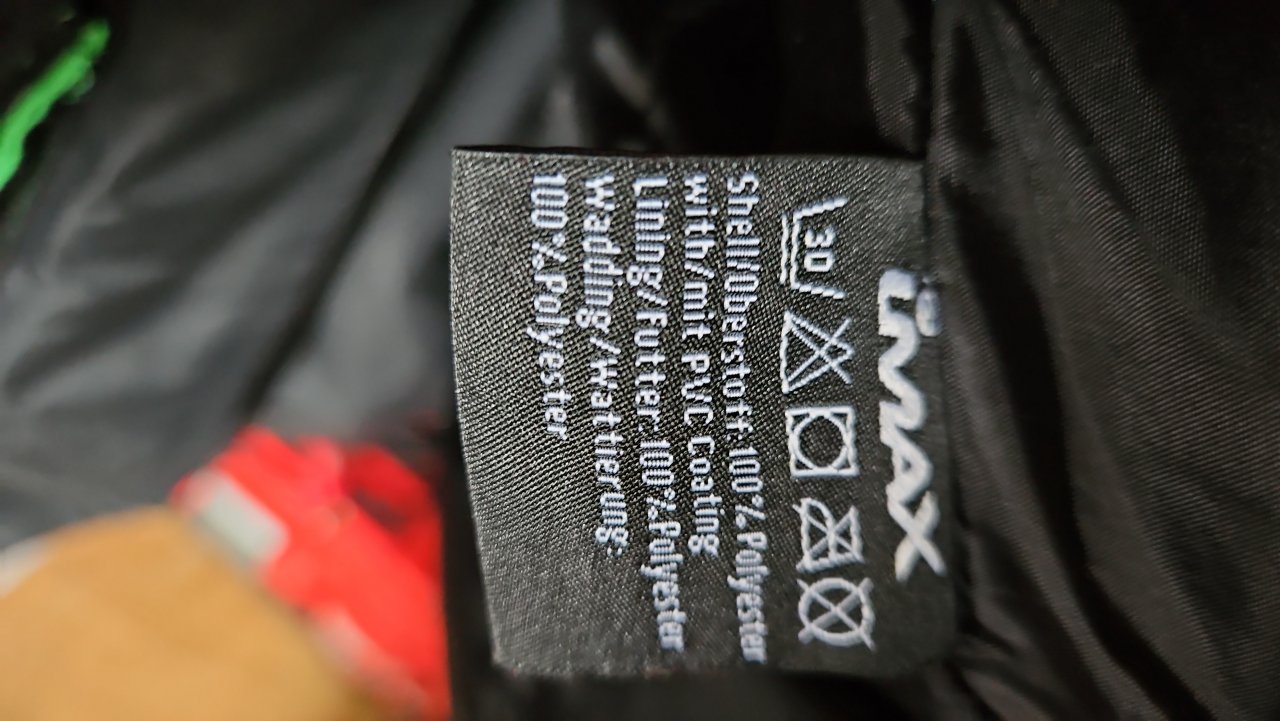 iMAX
30
Shell/Oberstoff: 100% Polyester
with/mit PVC Coating
Lining/Futter: 100% Polyester
wadding/wattierung:
100% Polyester